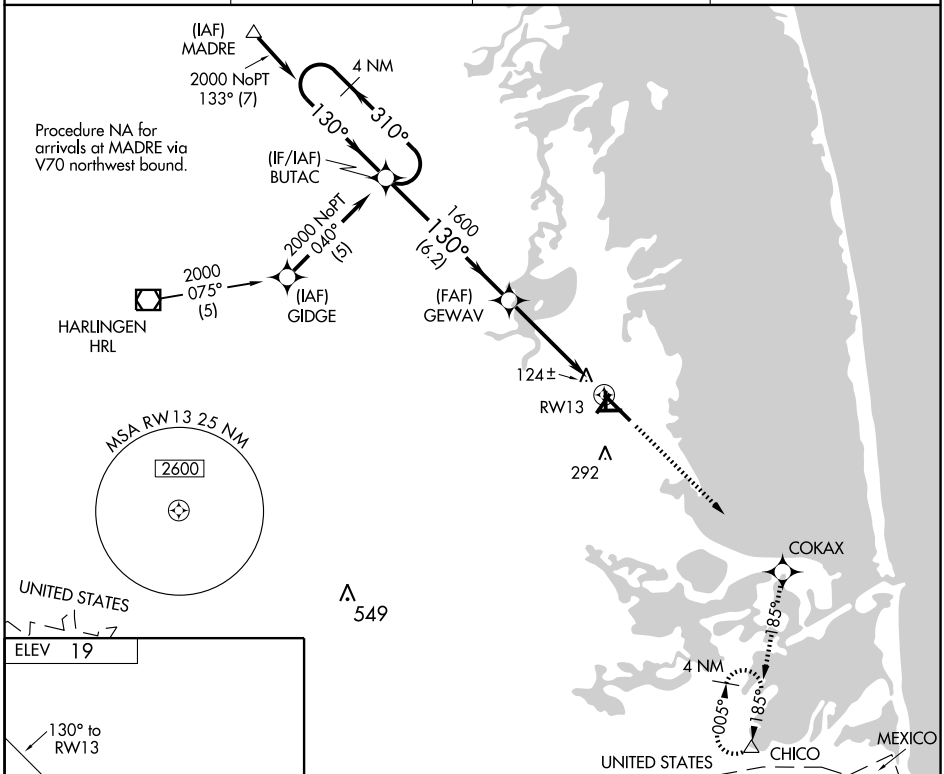 (IAF)
MADRE
2000 NoPT
133° (7)
4 NM
130°
310°
Procedure NA for
arrivals at MADRE via
V70 northwest bound.
(IF/IAF)
BUTAC
2000 NoPT
040°
(5)
1600
130°
(6.2)
2000
075°
(5)
(IAF)
GIDGE
HARLINGEN
HRL
(FAF)
GEWAV
124±
RW13
292
MSA RW13 25 NM
2600
COKAX
185°
UNITED STATES
549
ELEV 19
4 NM
005°
185°
130° to
RW13
CHICO
MEXICO
UNITED STATES